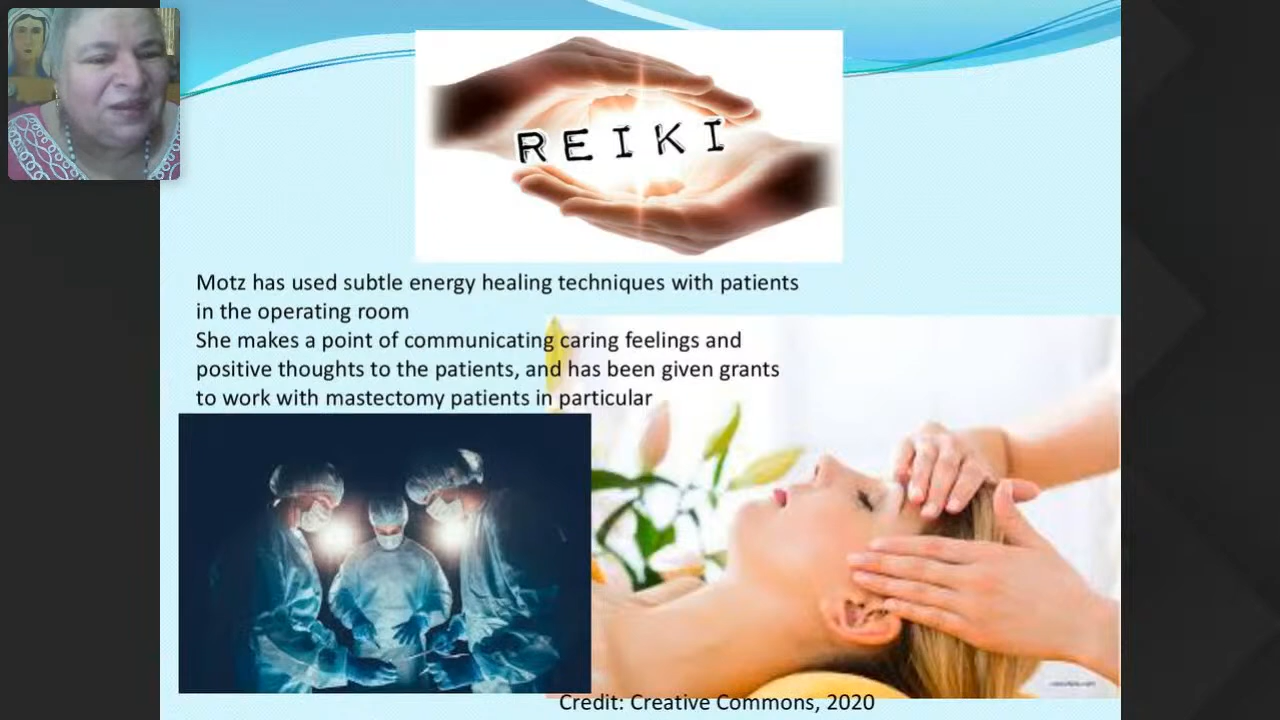 REIKI
Motz has used subtle energy healing techniques with patients
in the operating room
She makes a point of communicating caring feelings and
positive thoughts to the patients, and has been given grants
to work with mastectomy patients in particular
Credit: Creative Commons, 2020